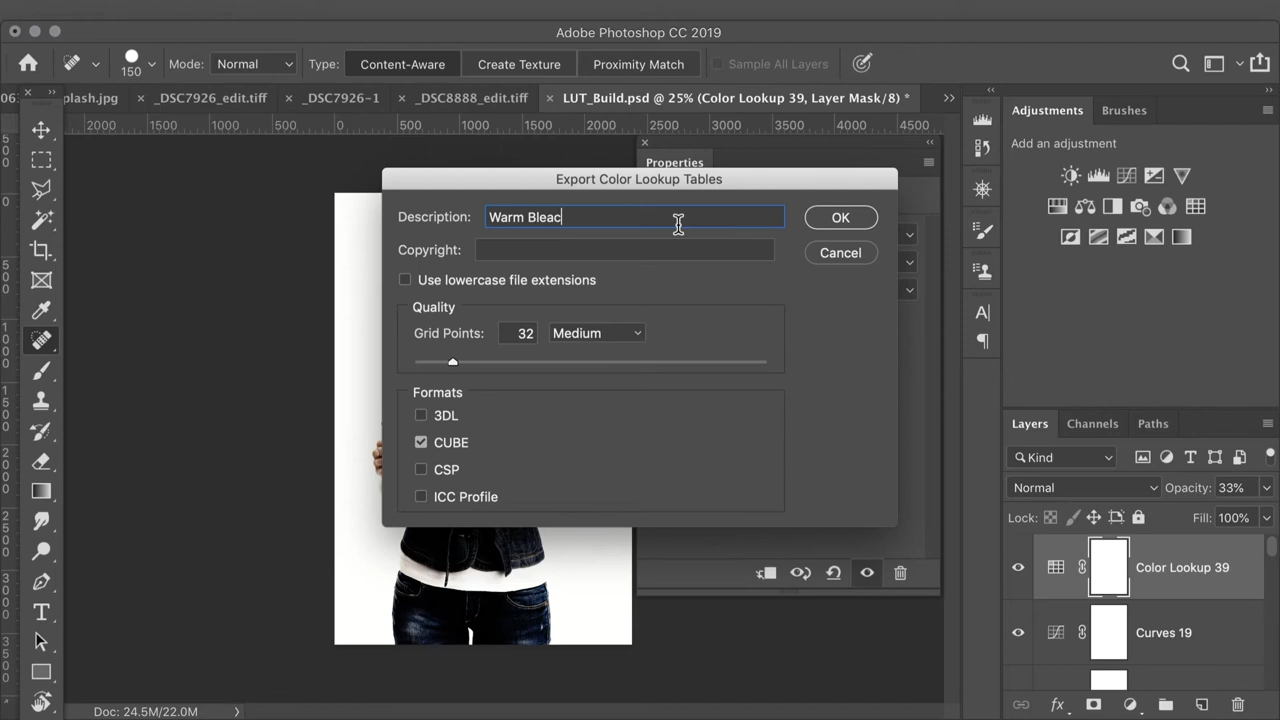 Adobe Photoshop CC 2019
150 Mode: Normal Type: Content-Aware Create Texture Proximity Match Sample All Layers
plash.jpg × _DSC7926_edit.tiff × _DSC7926-1 × _DSC8888_edit.tiff × LUT_Build.psd @ 25% (Color Lookup 39, Layer Mask/8) *
2000 1500 1000 500 0 500 1000 1500 2000 2500 3000 3500 4000 4500
Properties
Export Color Lookup Tables
Description: Warm Bleac
OK
Copyright:
Cancel
Use lowercase file extensions
Quality
Grid Points: 32 Medium
Formats
3DL
CUBE
CSP
ICC Profile
Adjustments Brushes
Add an adjustment
Layers Channels Paths
Kind
Normal Opacity: 33%
Lock: Fill: 100%
Color Lookup 39
Curves 19
fx
Doc: 24.5M/22.0M